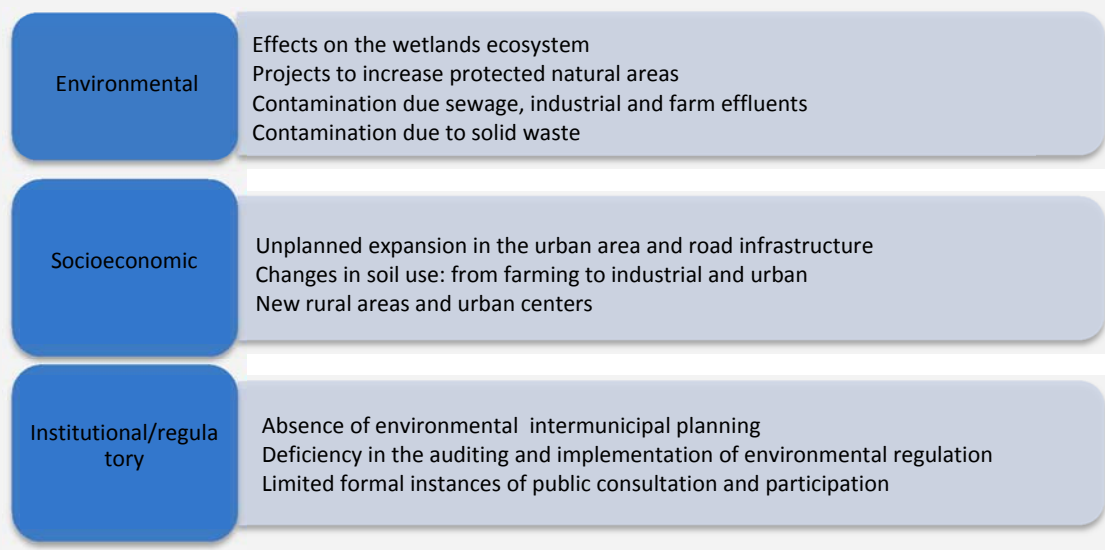 Environmental
Effects on the wetlands ecosystem
Projects to increase protected natural areas
Contamination due sewage, industrial and farm effluents
Contamination due to solid waste
Socioeconomic
Unplanned expansion in the urban area and road infrastructure
Changes in soil use: from farming to industrial and urban
New rural areas and urban centers
Institutional/regula
tory
Absence of environmental  intermunicipal planning
Deficiency in the auditing and implementation of environmental regulation
Limited formal instances of public consultation and participation